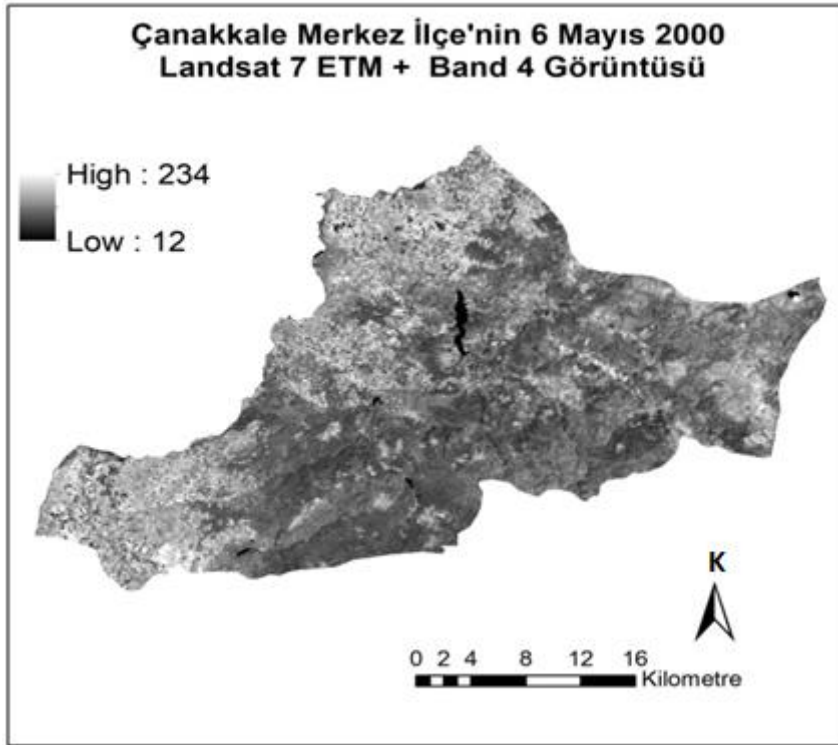 Çanakkale Merkez İlçe'nin 6 Mayıs 2000
Landsat 7 ETM + Band 4 Görüntüsü
High : 234
Low : 12
K
0 2 4 8 12 16
Kilometre